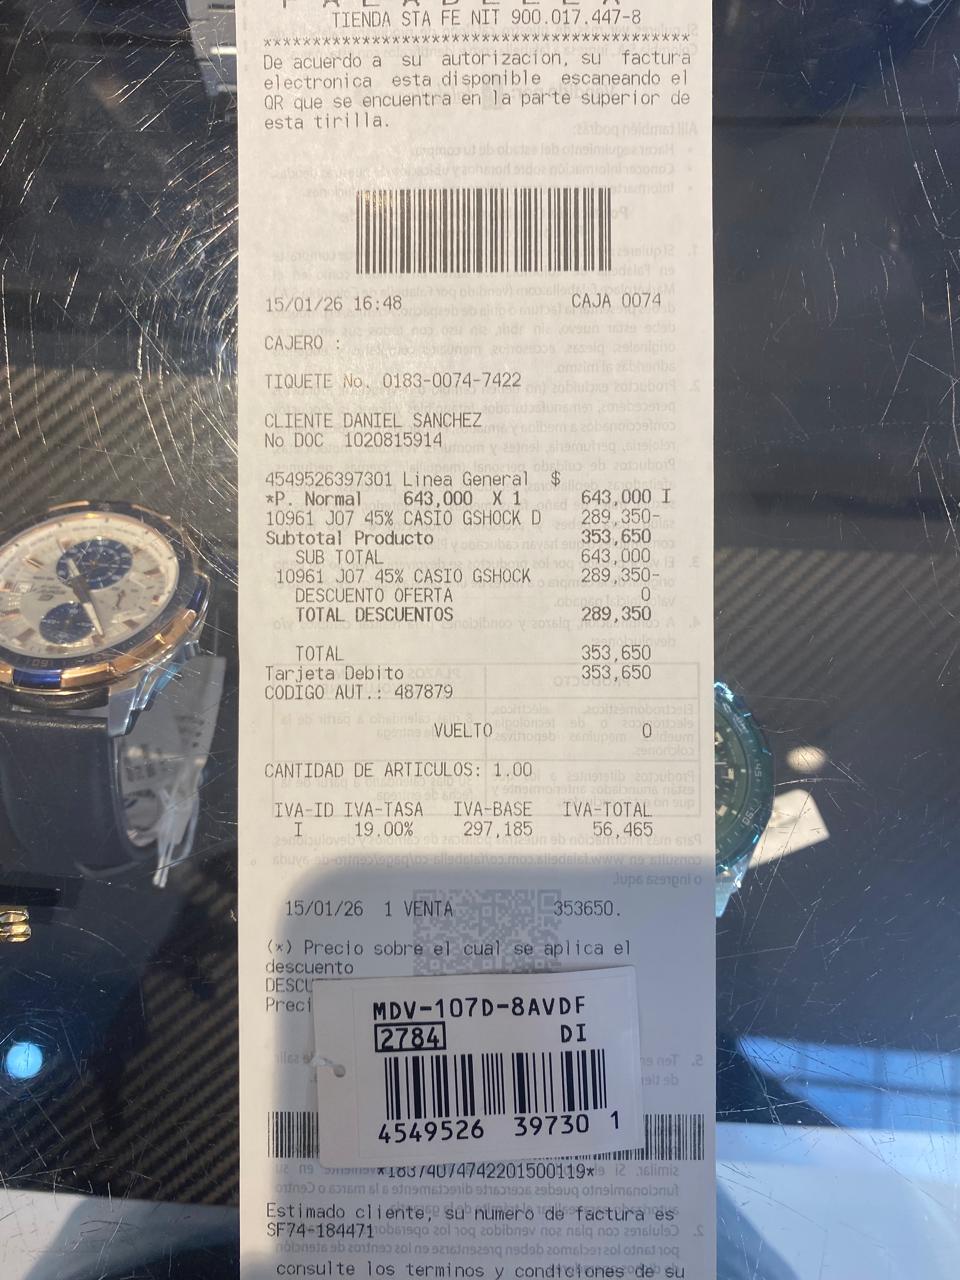 FALABELLA
TIENDA STA FE NIT 900.017.447-8
******************************************
De acuerdo a su autorizacion, su factura
electronica esta disponible escaneando el
QR que se encuentra en la parte superior de
esta tirilla.
15/01/26 16:48 CAJA 0074
CAJERO :
TIQUETE No. 0183-0074-7422
CLIENTE DANIEL SANCHEZ
No DOC 1020815914
4549526397301 Linea General $
*P. Normal 643,000 X 1 643,000 I
10961 J07 45% CASIO GSHOCK D 289,350-
Subtotal Producto 353,650
SUB TOTAL 643,000
10961 J07 45% CASIO GSHOCK 289,350-
DESCUENTO OFERTA 0
TOTAL DESCUENTOS 289,350
TOTAL 353,650
Tarjeta Debito 353,650
CODIGO AUT.: 487879
VUELTO 0
CANTIDAD DE ARTICULOS: 1.00
IVA-ID IVA-TASA IVA-BASE IVA-TOTAL
I 19.00% 297,185 56,465
15/01/26 1 VENTA 353650.
(*) Precio sobre el cual se aplica el
descuento
MDV-107D-8AVDF
2784 DI
4549526 39730 1
Estimado cliente, su numero de factura es
SF74-184471
consulte los terminos y condiciones de su